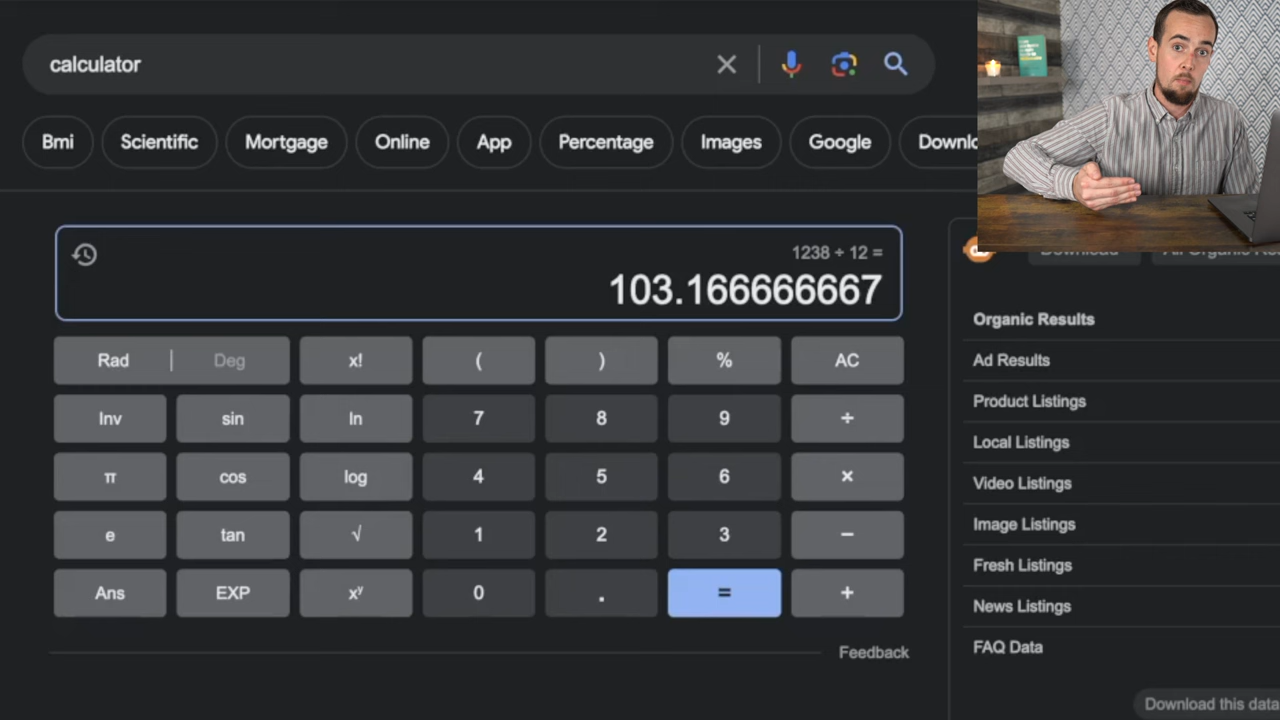 calculator
Bmi
Scientific
Mortgage
Online
App
Percentage
Images
Google
Downlo
1238 ÷ 12 =
103.166666667
Rad | Deg x! ( ) % AC
Inv sin ln 7 8 9 ÷
π cos log 4 5 6 ×
e tan √ 1 2 3 −
Ans EXP xʸ 0 . = +
Feedback
Download
Organic Results
Ad Results
Product Listings
Local Listings
Video Listings
Image Listings
Fresh Listings
News Listings
FAQ Data
Download this data